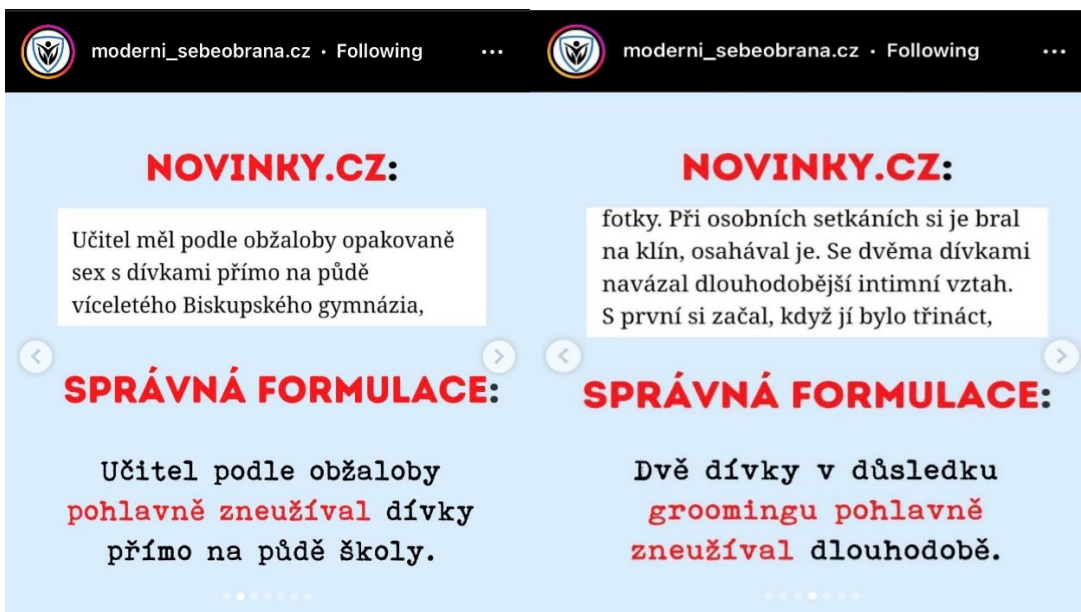 moderni_sebeobrana.cz · Following
NOVINKY.CZ:
Učitel měl podle obžaloby opakovaně
sex s dívkami přímo na půdě
víceletého Biskupského gymnázia,
SPRÁVNÁ FORMULACE:
Učitel podle obžaloby
pohlavně zneužíval dívky
přímo na půdě školy.
moderni_sebeobrana.cz · Following
NOVINKY.CZ:
fotky. Při osobních setkáních si je bral
na klín, osahával je. Se dvěma dívkami
navázal dlouhodobější intimní vztah.
S první si začal, když jí bylo třináct,
SPRÁVNÁ FORMULACE:
Dvě dívky v důsledku
groomingu pohlavně
zneužíval dlouhodobě.